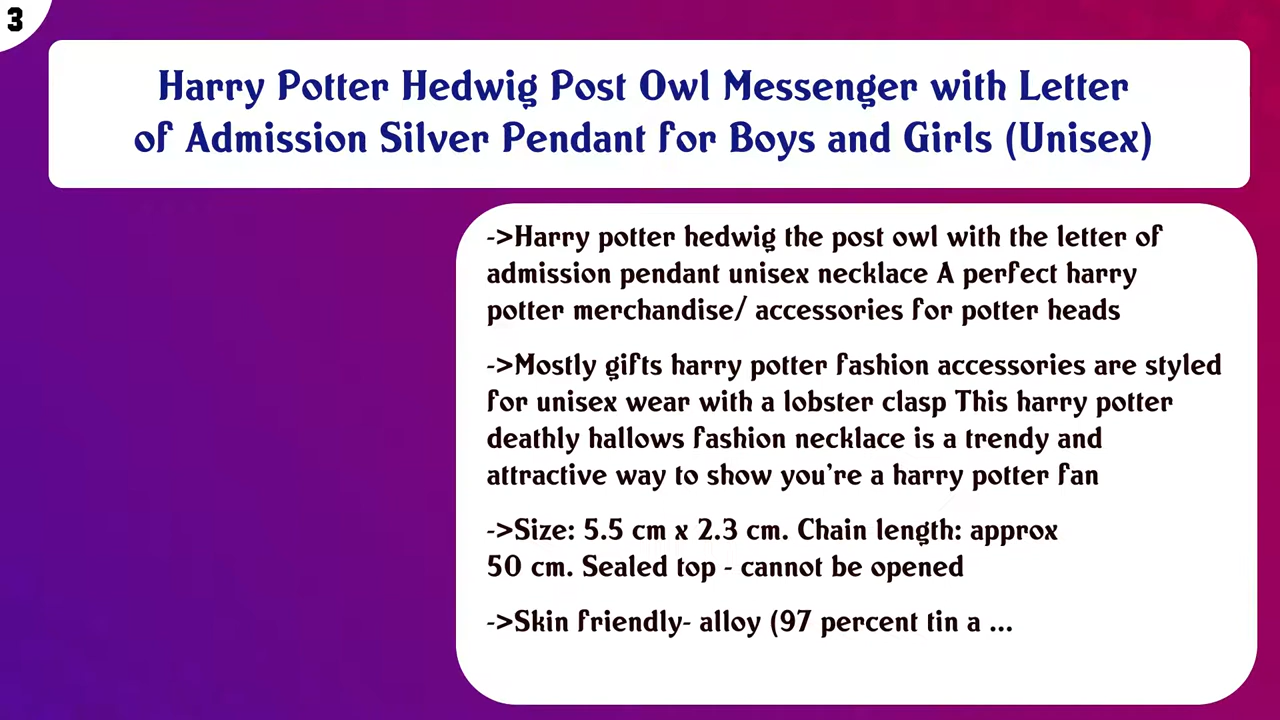 3
Harry Potter Hedwig Post Owl Messenger with Letter
of Admission Silver Pendant for Boys and Girls (Unisex)
->Harry potter hedwig the post owl with the letter of
admission pendant unisex necklace A perfect harry
potter merchandise/ accessories for potter heads
->Mostly gifts harry potter fashion accessories are styled
for unisex wear with a lobster clasp This harry potter
deathly hallows fashion necklace is a trendy and
attractive way to show you're a harry potter fan
->Size: 5.5 cm x 2.3 cm. Chain length: approx
50 cm. Sealed top - cannot be opened
->Skin friendly- alloy (97 percent tin a ...